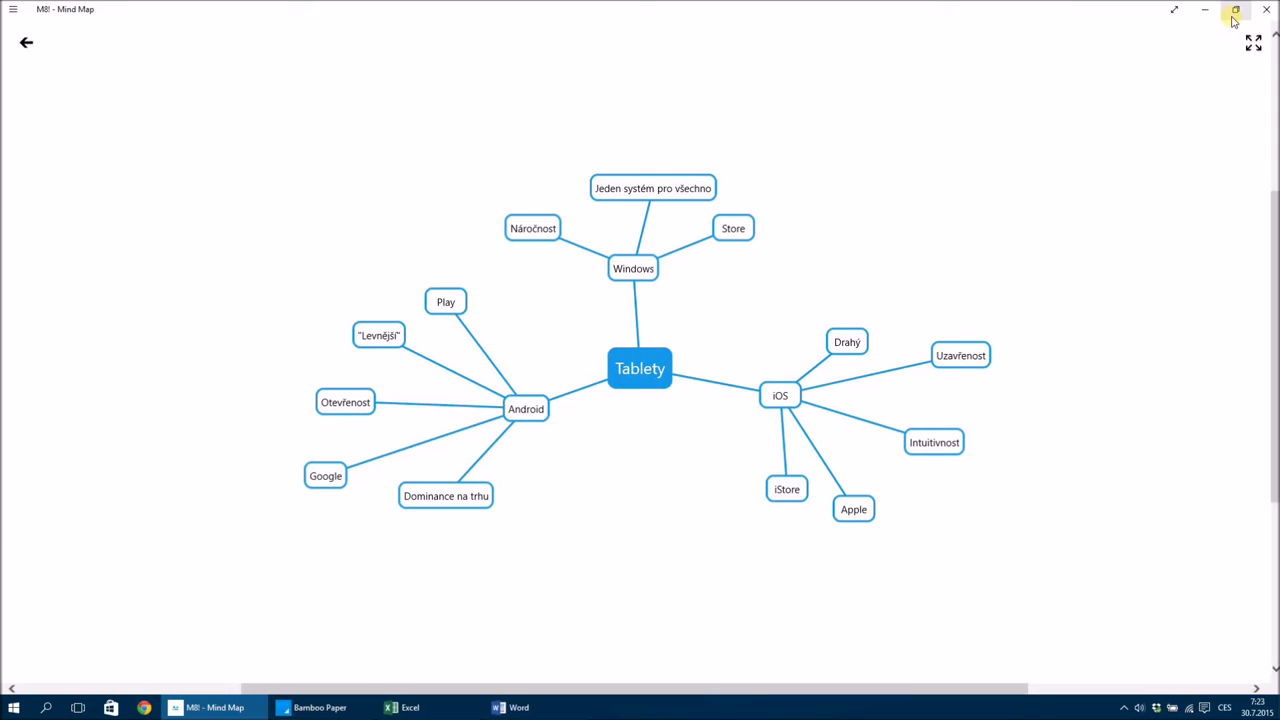 M8! - Mind Map
Jeden systém pro všechno
Náročnost
Store
Windows
Play
"Levnější"
Drahý
Uzavřenost
Tablety
iOS
Otevřenost
Android
Intuitivnost
Google
iStore
Dominance na trhu
Apple
M8! - Mind Map
Bamboo Paper
Excel
Word
CES
7:23
30.7.2015